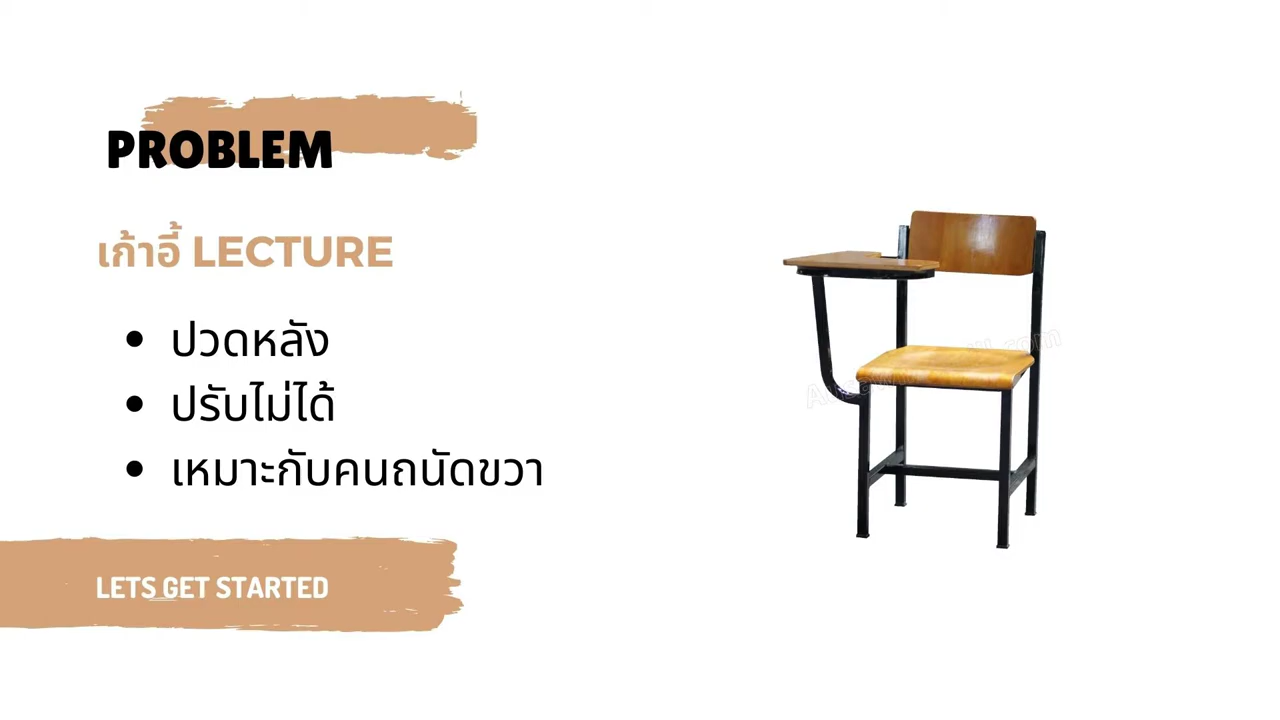 PROBLEM
เก้าอี้ LECTURE
• ปวดหลัง
• ปรับไม่ได้
• เหมาะกับคนถนัดขวา
LETS GET STARTED